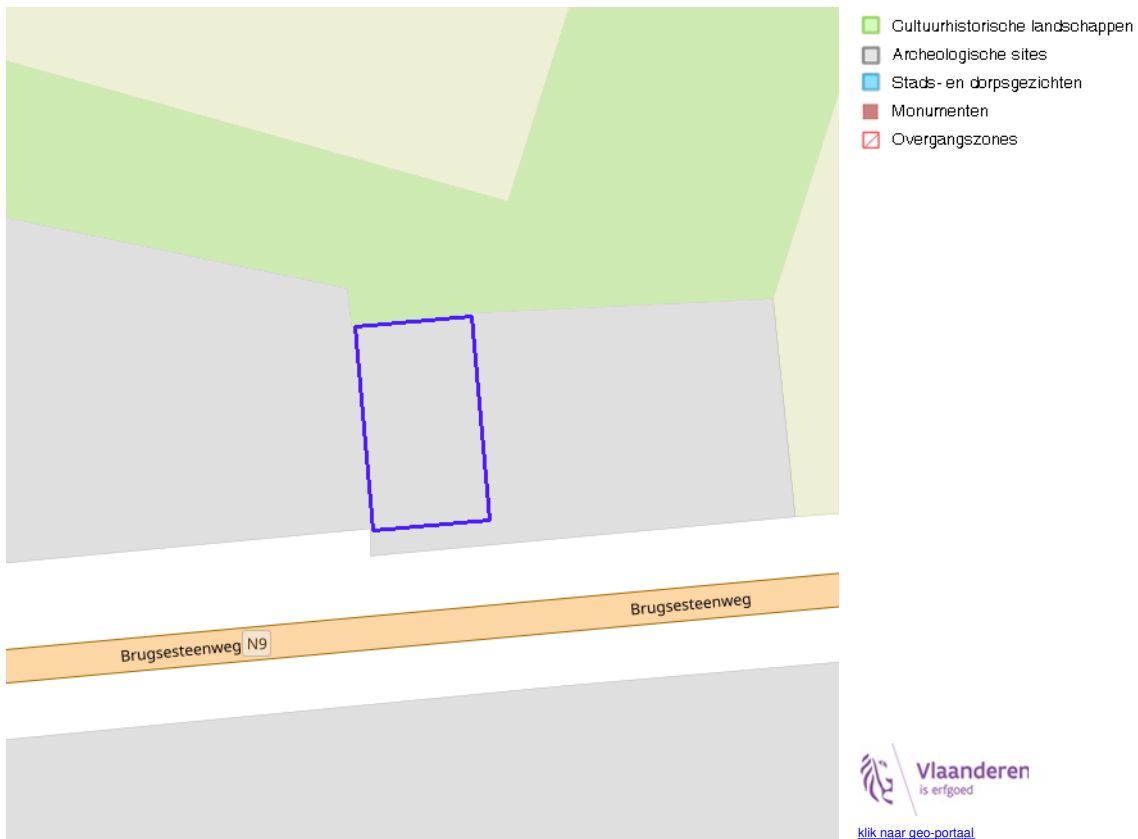 Cultuurhistorische landschappen
Archeologische sites
Stads- en dorpsgezichten
Monumenten
Overgangszones
Brugsesteenweg
Brugsesteenweg N9
Vlaanderen
is erfgoed
klik naar geo-portaal